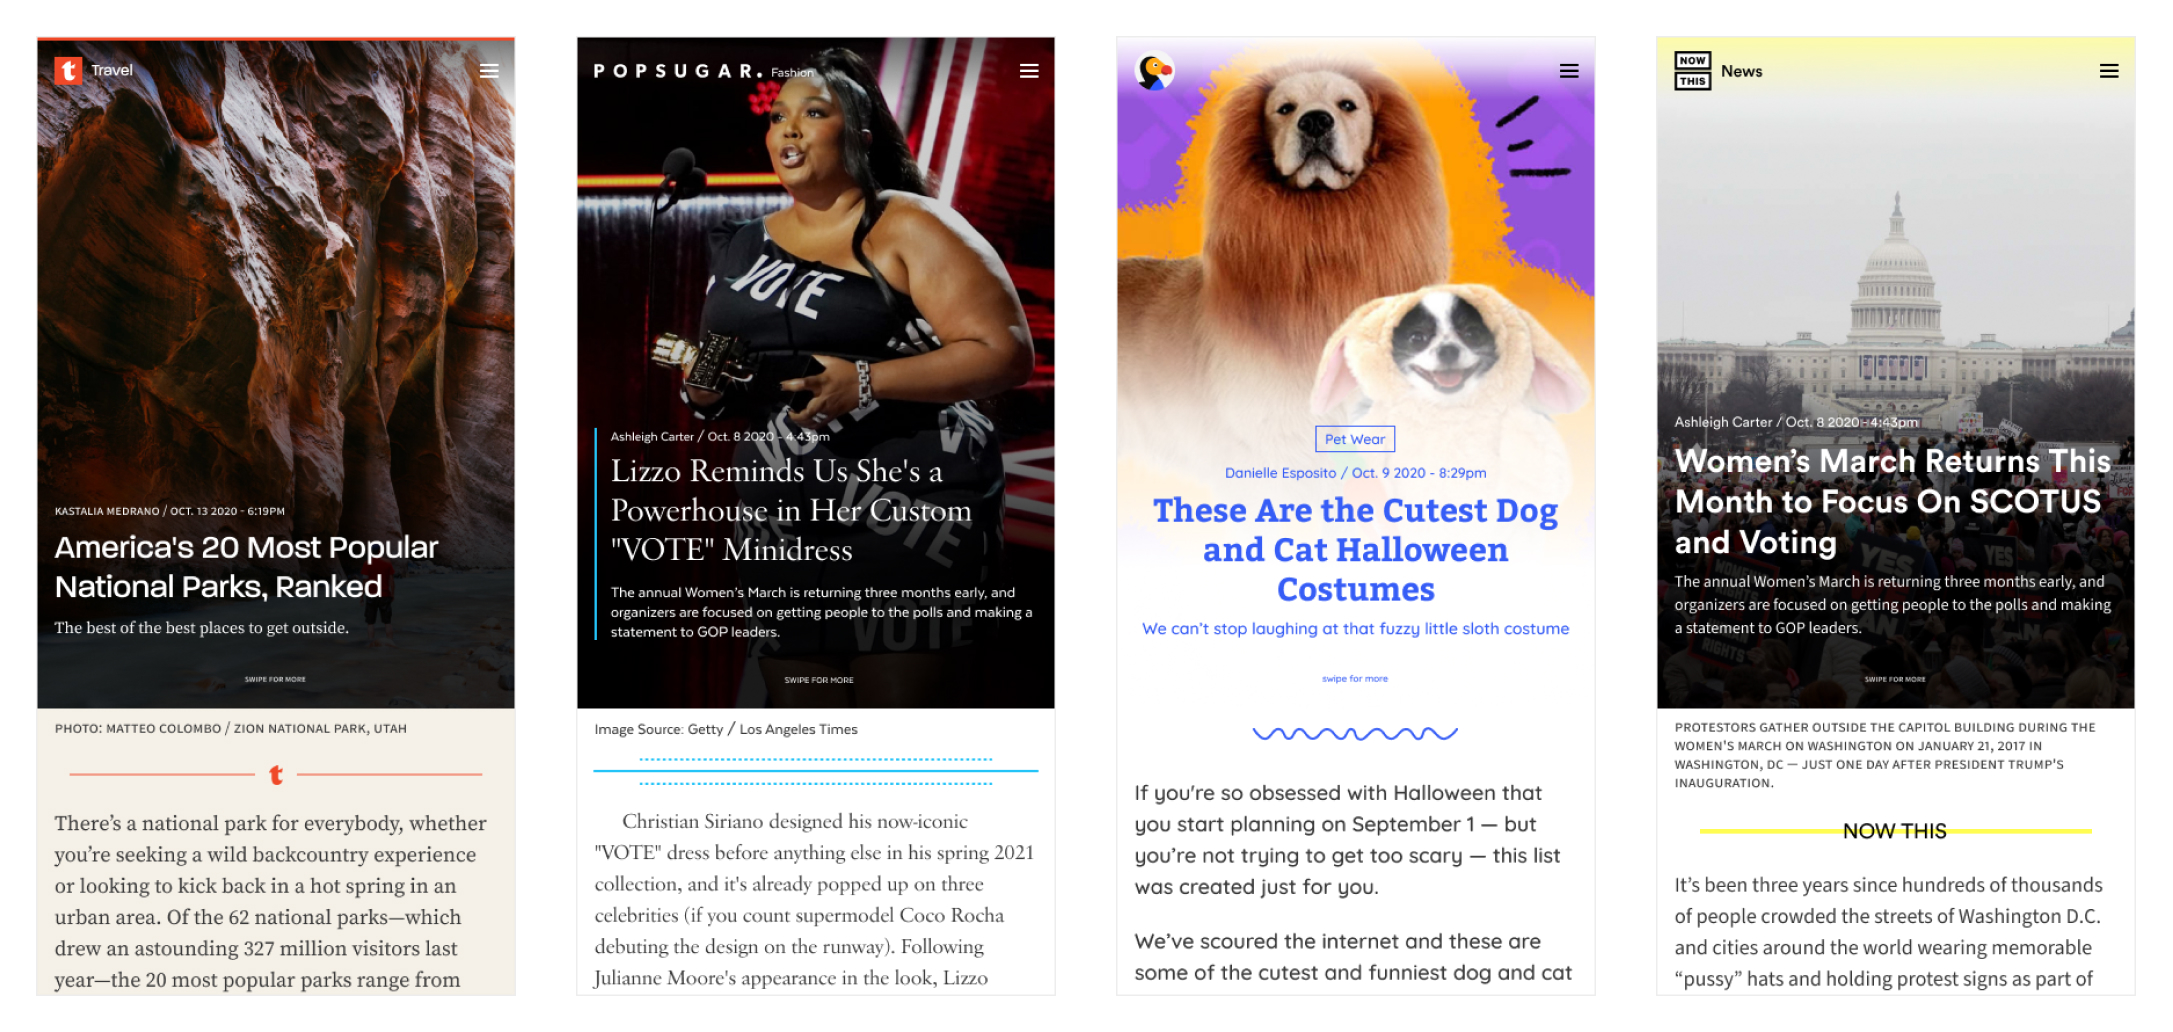 t Travel
KASTALIA MEDRANO / OCT. 13 2020 - 6:19PM
America's 20 Most Popular
National Parks, Ranked
The best of the best places to get outside.
SWIPE FOR MORE
PHOTO: MATTEO COLOMBO / ZION NATIONAL PARK, UTAH
t
There’s a national park for everybody, whether
you’re seeking a wild backcountry experience
or looking to kick back in a hot spring in an
urban area. Of the 62 national parks—which
drew an astounding 327 million visitors last
year—the 20 most popular parks range from
POPSUGAR. Fashion
VOTE
VOTE
VOTE
Ashleigh Carter / Oct. 8 2020 - 4:43pm
Lizzo Reminds Us She's a
Powerhouse in Her Custom
"VOTE" Minidress
The annual Women’s March is returning three months early, and
organizers are focused on getting people to the polls and making a
statement to GOP leaders.
SWIPE FOR MORE
Image Source: Getty / Los Angeles Times
Christian Siriano designed his now-iconic
"VOTE" dress before anything else in his spring 2021
collection, and it's already popped up on three
celebrities (if you count supermodel Coco Rocha
debuting the design on the runway). Following
Julianne Moore's appearance in the look, Lizzo
Pet Wear
Danielle Esposito / Oct. 9 2020 - 8:29pm
These Are the Cutest Dog
and Cat Halloween
Costumes
We can’t stop laughing at that fuzzy little sloth costume
swipe for more
If you’re so obsessed with Halloween that
you start planning on September 1 — but
you’re not trying to get too scary — this list
was created just for you.
We’ve scoured the internet and these are
some of the cutest and funniest dog and cat
NOW
THIS
News
Ashleigh Carter / Oct. 8 2020 - 4:43pm
Women’s March Returns This
Month to Focus On SCOTUS
and Voting
YES
YES
The annual Women’s March is returning three months early, and
organizers are focused on getting people to the polls and making
a statement to GOP leaders.
RIGHTS
SWIPE FOR MORE
PROTESTORS GATHER OUTSIDE THE CAPITOL BUILDING DURING THE
WOMEN'S MARCH ON WASHINGTON ON JANUARY 21, 2017 IN
WASHINGTON, DC — JUST ONE DAY AFTER PRESIDENT TRUMP'S
INAUGURATION.
NOW THIS
It’s been three years since hundreds of thousands
of people crowded the streets of Washington D.C.
and cities around the world wearing memorable
“pussy” hats and holding protest signs as part of